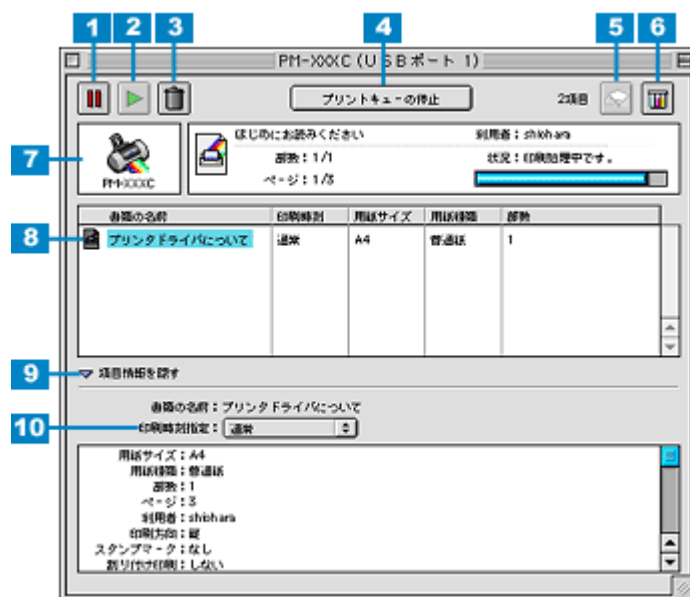 1 2 3 4 5 6
PM-XXXC (USBポート 1)
プリントキューの停止
2項目
はじめにお読みください
利用者：shiohara
部数：1/1
状況：印刷処理中です。
ページ：1/3
7
PM-XXXC
書類の名前 印刷時刻 用紙サイズ 用紙種類 部数
8
プリンタドライバについて 通常 A4 普通紙 1
9
項目情報を隠す
書類の名前：プリンタドライバについて
10
印刷時刻指定：通常
用紙サイズ：A4
用紙種類：普通紙
部数：1
ページ：3
利用者：shiohara
印刷方向：縦
スタンプマーク：なし
割り付け印刷：しない